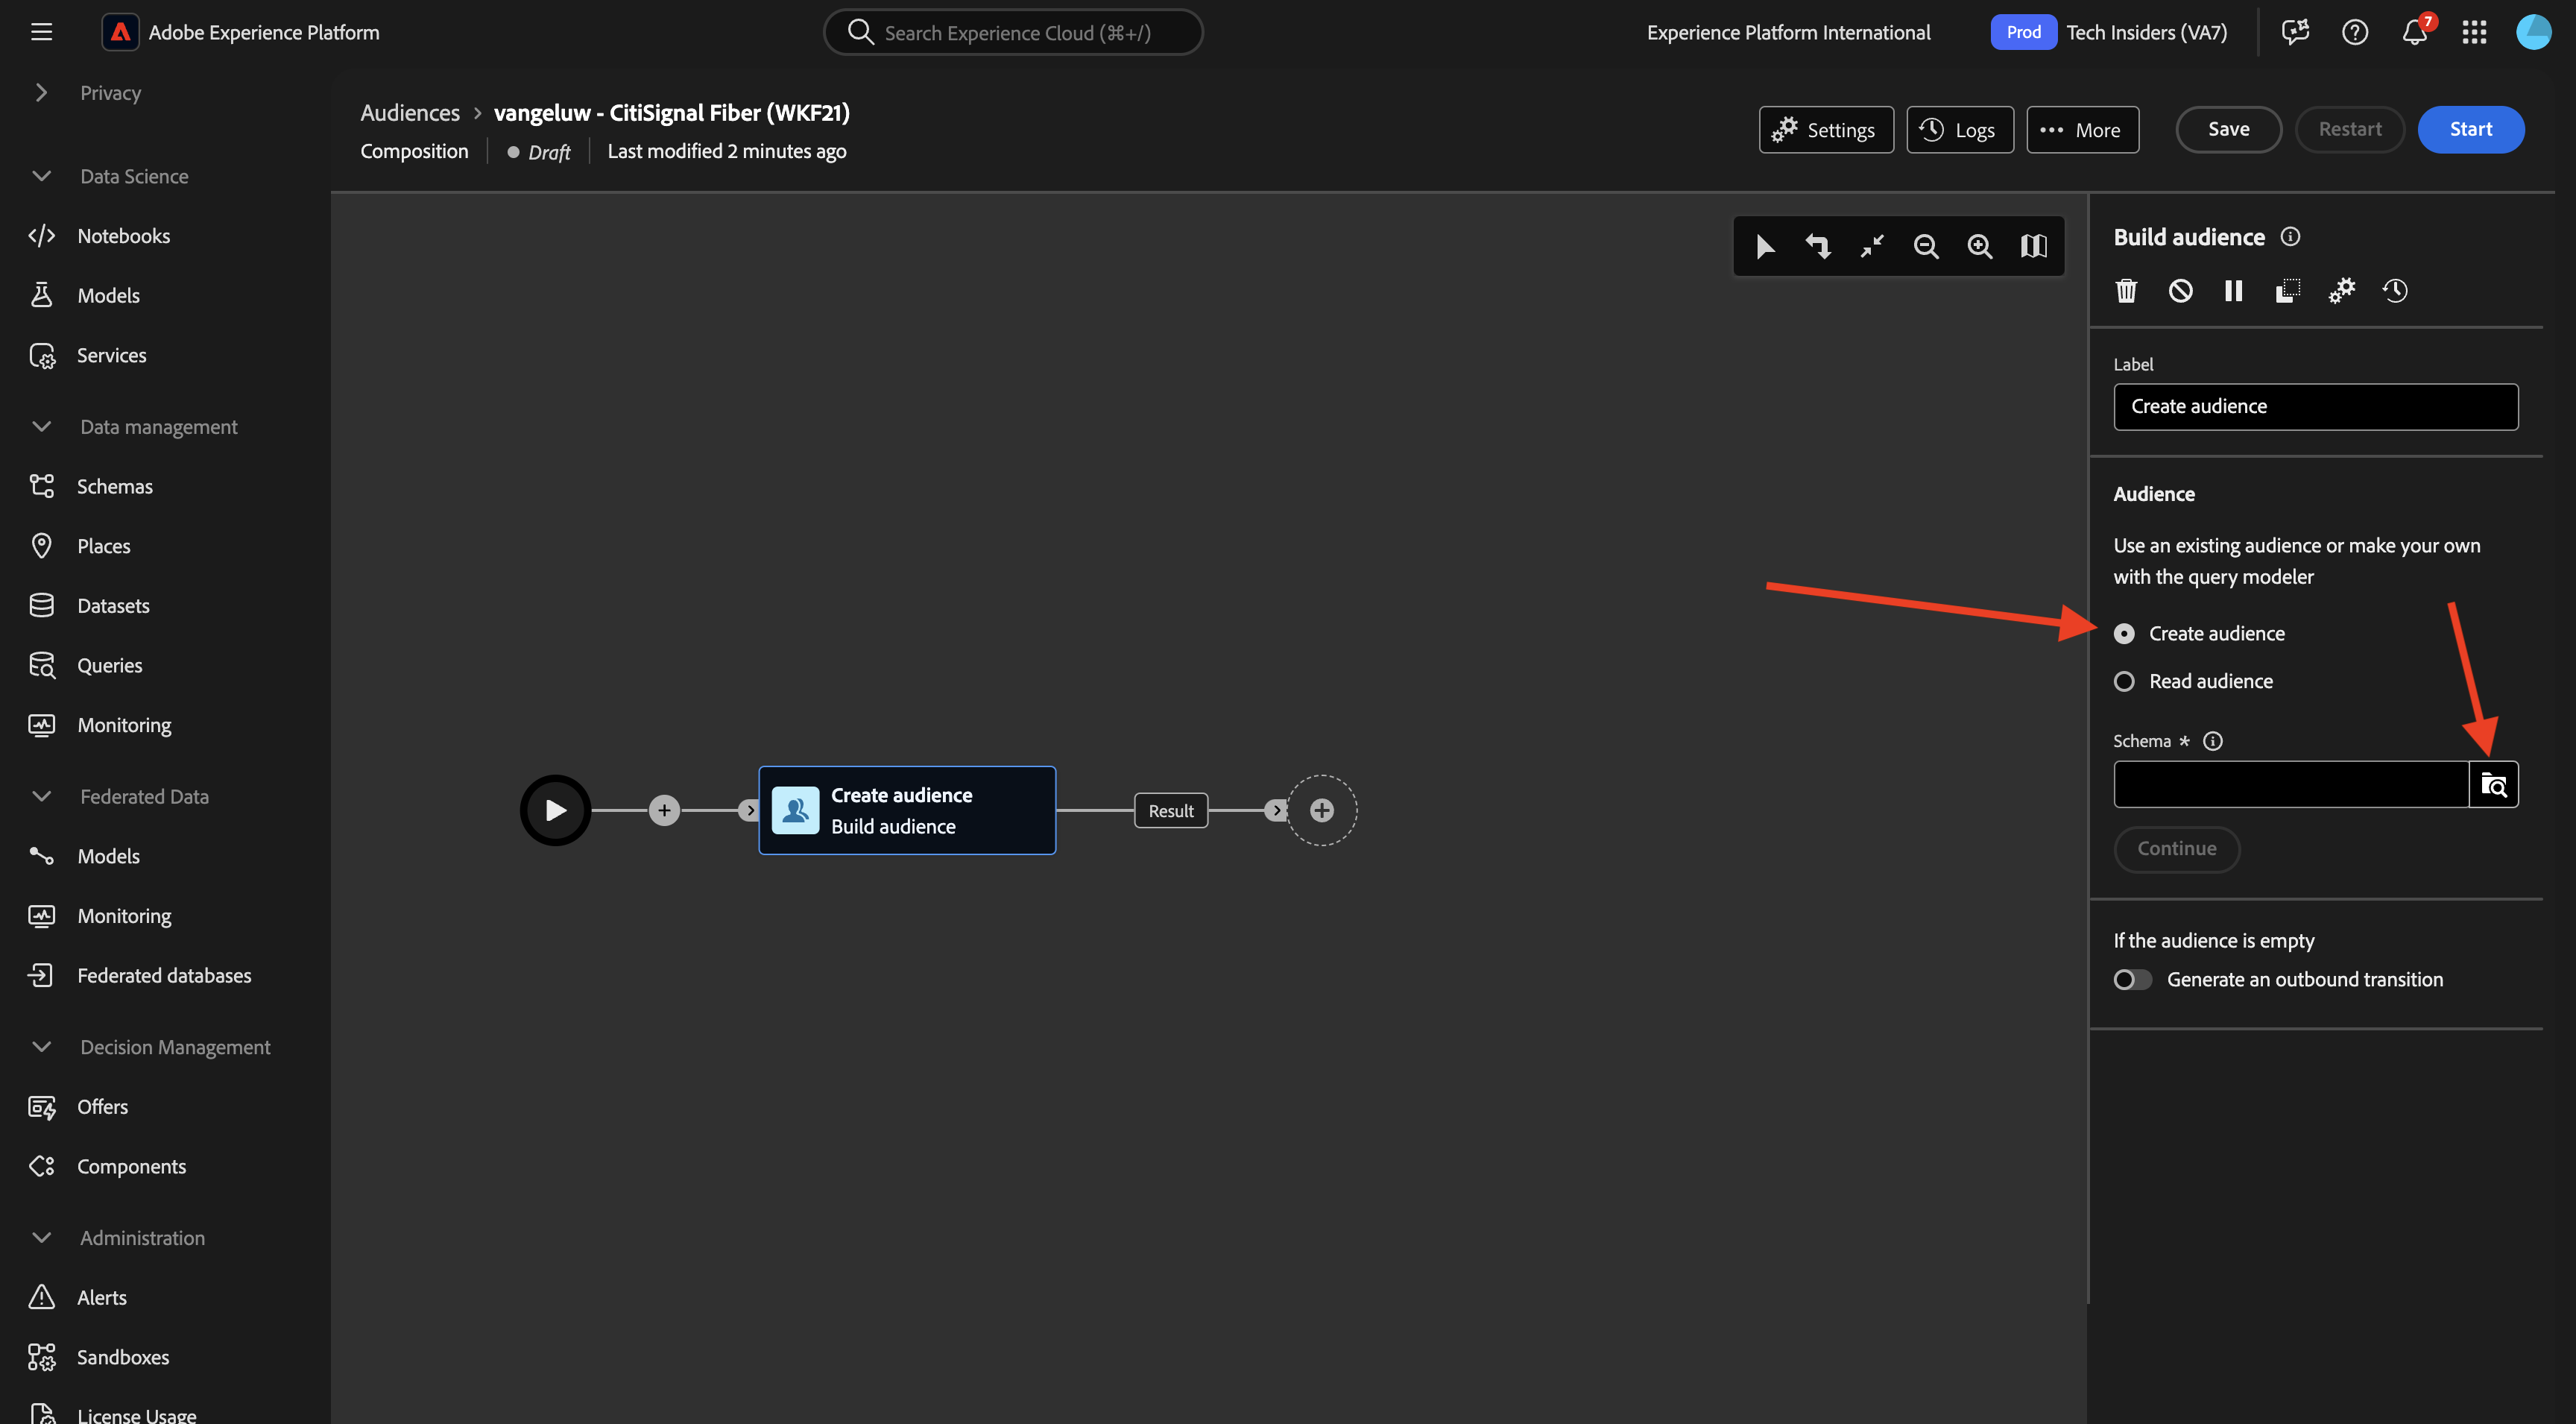 Adobe Experience Platform
Search Experience Cloud (⌘+/)
Experience Platform International
Prod
Tech Insiders (VA7)
7
Privacy
Data Science
Notebooks
Models
Services
Data management
Schemas
Places
Datasets
Queries
Monitoring
Federated Data
Models
Monitoring
Federated databases
Decision Management
Offers
Components
Administration
Alerts
Sandboxes
License Usage
Audiences > vangeluw - CitiSignal Fiber (WKF21)
Composition
Draft
Last modified 2 minutes ago
Settings
Logs
More
Save
Restart
Start
Create audience
Build audience
Result
Build audience
Label
Create audience
Audience
Use an existing audience or make your own
with the query modeler
Create audience
Read audience
Schema *
Continue
If the audience is empty
Generate an outbound transition